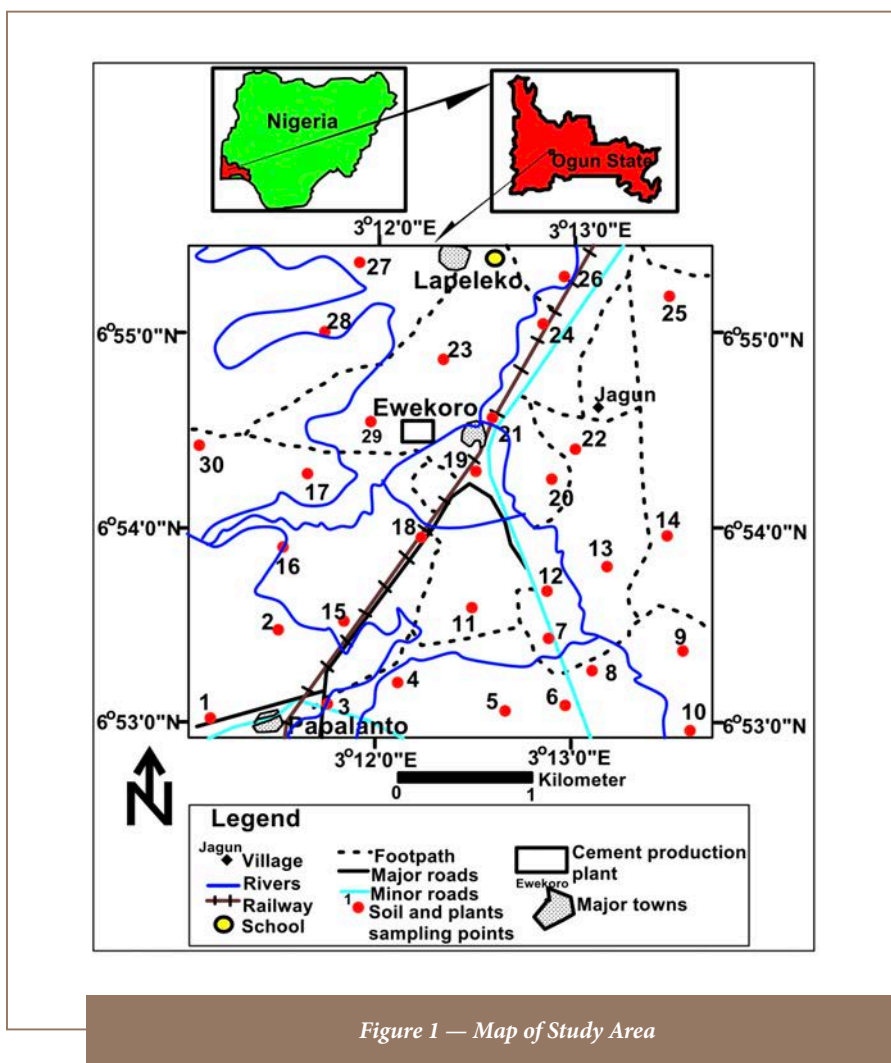 Nigeria
Ogun State
3°12'0"E
3°13'0"E
27
Lapeleko
26
25
6°55'0"N
28
24
6°55'0"N
23
Jagun
Ewekoro
29
21
22
30
19
17
20
6°54'0"N
18
14
6°54'0"N
16
13
12
15
2
11
7
9
4
8
1
3
5
6
10
6°53'0"N
Papalanto
6°53'0"N
3°12'0"E
3°13'0"E
Kilometer
0
1
N
Legend
Jagun
Village
Rivers
Railway
School
Footpath
Major roads
Minor roads
1
Soil and plants
sampling points
Cement production
plant
Ewekoro
Major towns
Figure 1 — Map of Study Area